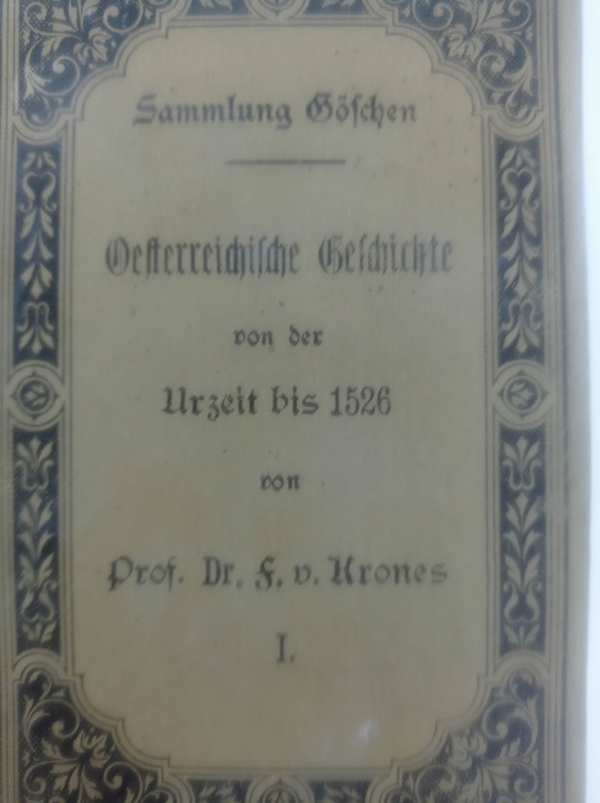 Sammlung Göschen
Oesterreichische Geschichte
von der
Urzeit bis 1526
von
Prof. Dr. F. v. Krones
I.